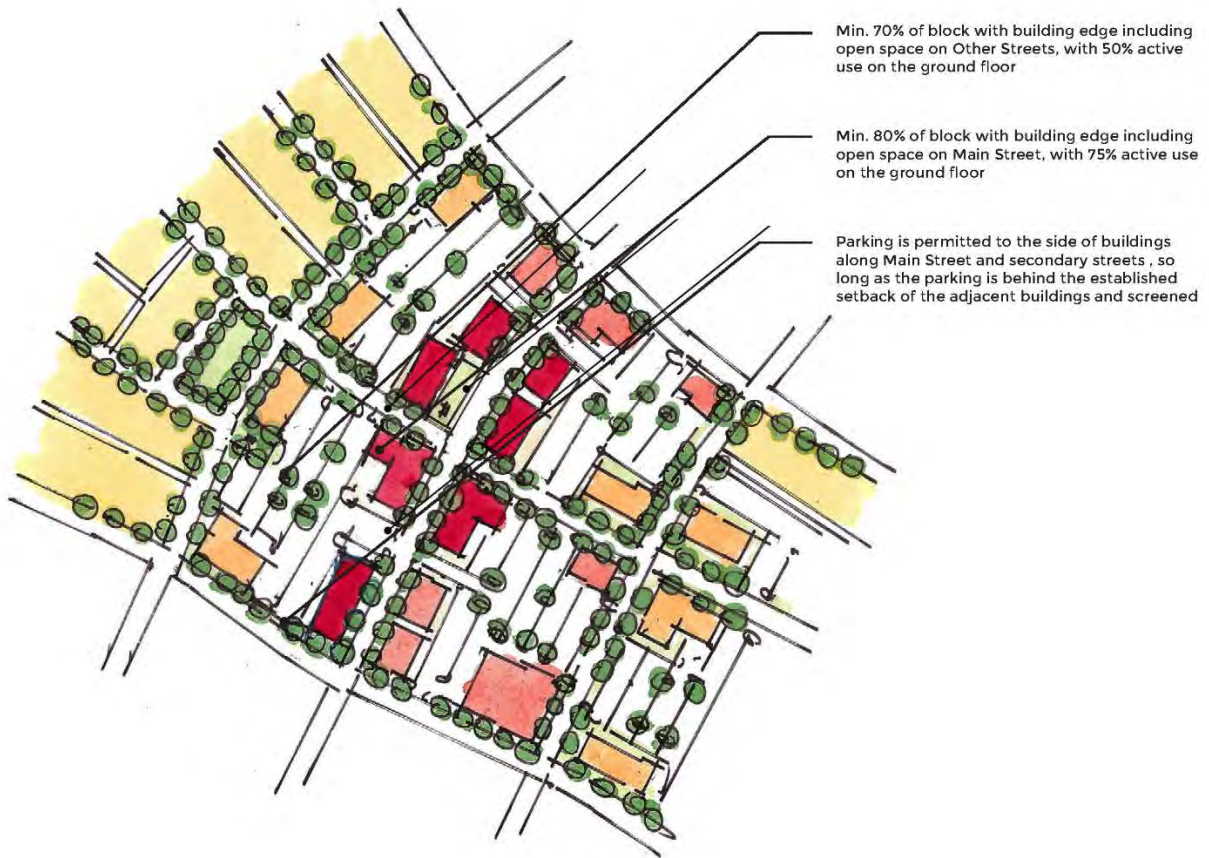 Min. 70% of block with building edge including
open space on Other Streets, with 50% active
use on the ground floor
Min. 80% of block with building edge including
open space on Main Street, with 75% active use
on the ground floor
Parking is permitted to the side of buildings
along Main Street and secondary streets , so
long as the parking is behind the established
setback of the adjacent buildings and screened